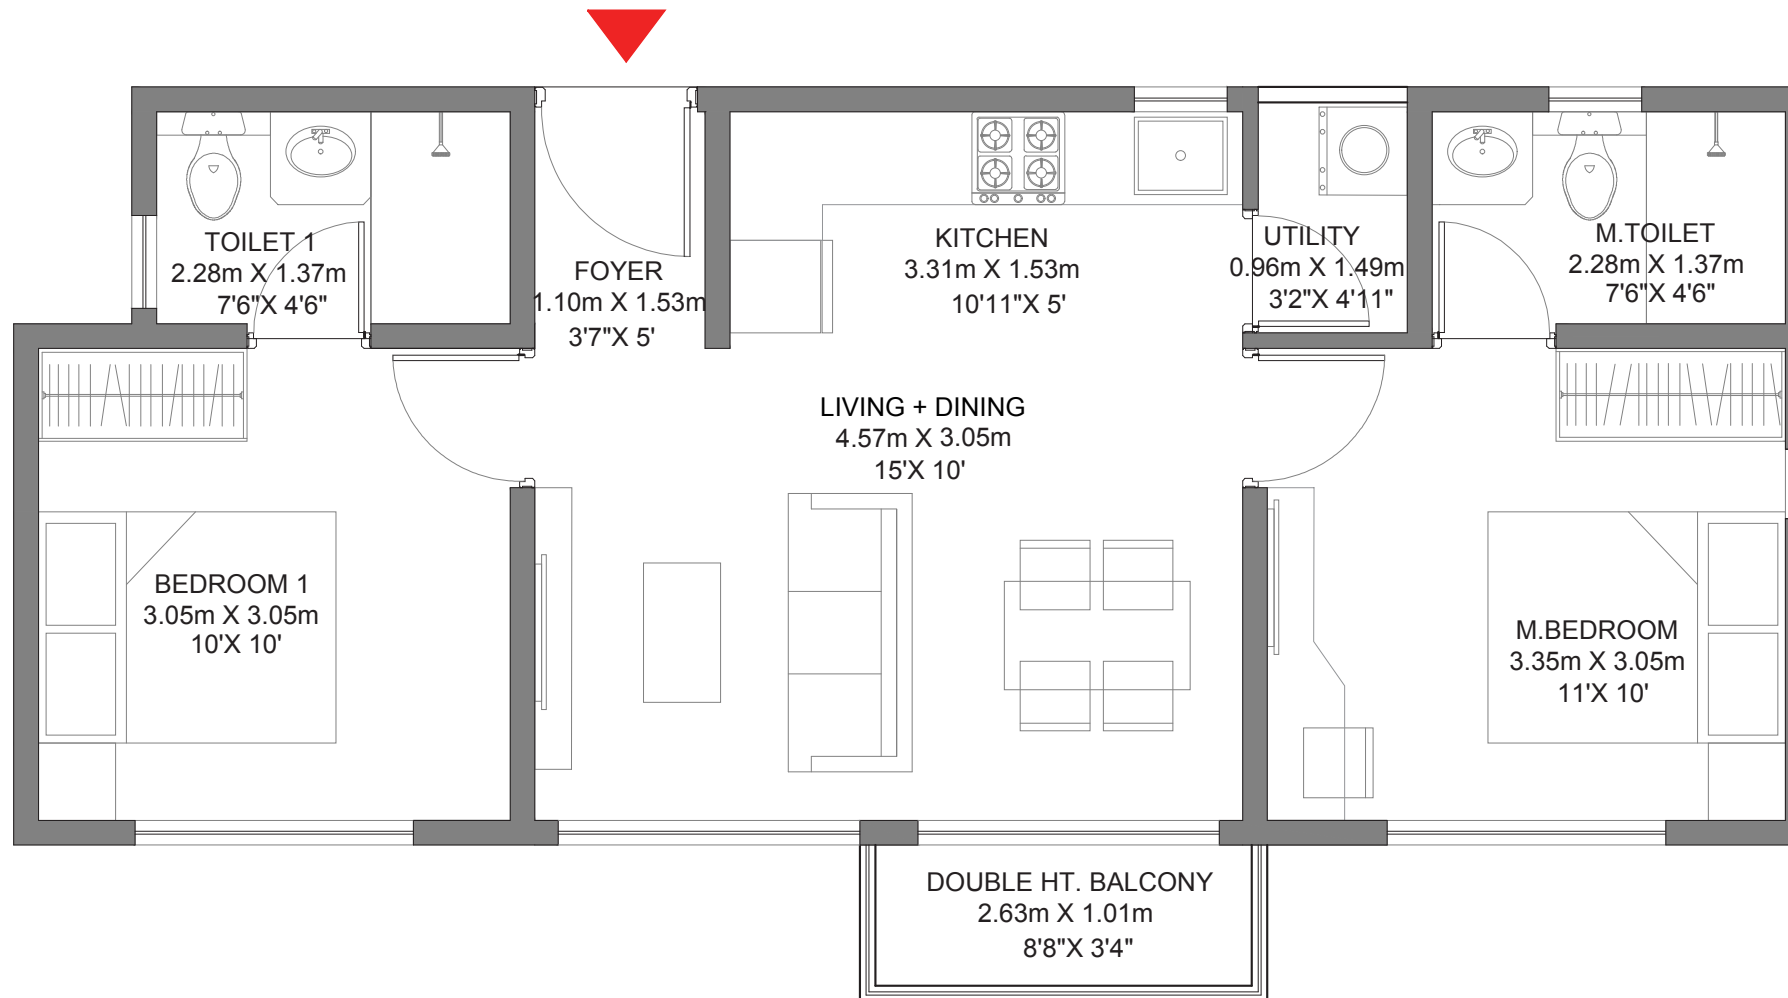 TOILET 1
2.28m X 1.37m
7'6"X 4'6"
FOYER
1.10m X 1.53m
3'7"X 5'
KITCHEN
3.31m X 1.53m
10'11"X 5'
UTILITY
0.96m X 1.49m
3'2"X 4'11"
M.TOILET
2.28m X 1.37m
7'6"X 4'6"
LIVING + DINING
4.57m X 3.05m
15'X 10'
BEDROOM 1
3.05m X 3.05m
10'X 10'
M.BEDROOM
3.35m X 3.05m
11'X 10'
DOUBLE HT. BALCONY
2.63m X 1.01m
8'8"X 3'4"